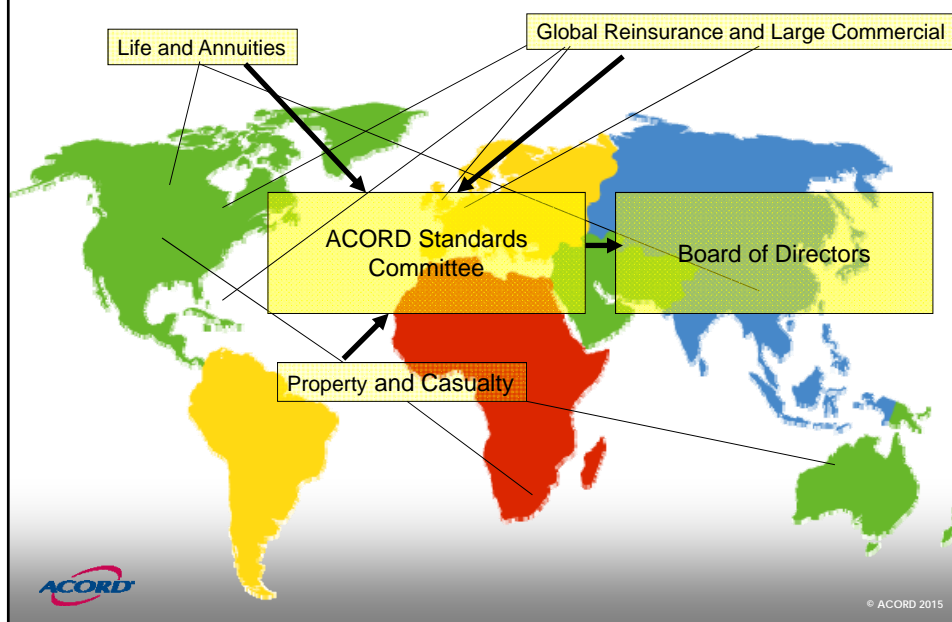 Life and Annuities
Global Reinsurance and Large Commercial
ACORD Standards
Committee
Board of Directors
Property and Casualty
ACORD
© ACORD 2015